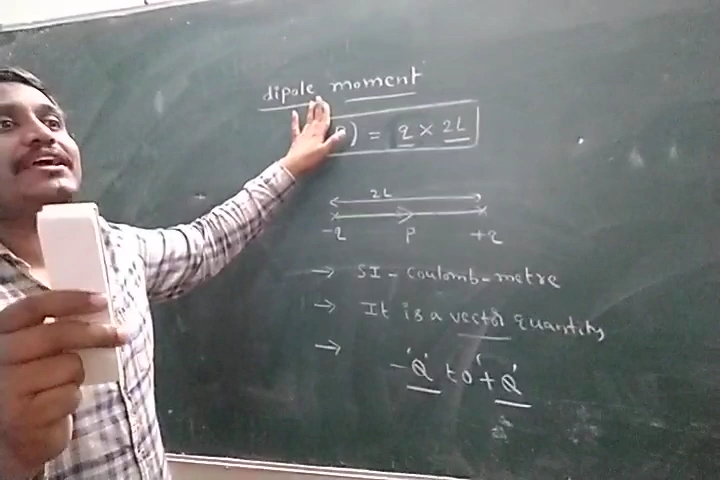 dipole moment
) = q × 2L
2L
-q P +q
→ SI - Coulomb-metre
→ It is a vector quantity
→ -'Q' to '+Q'